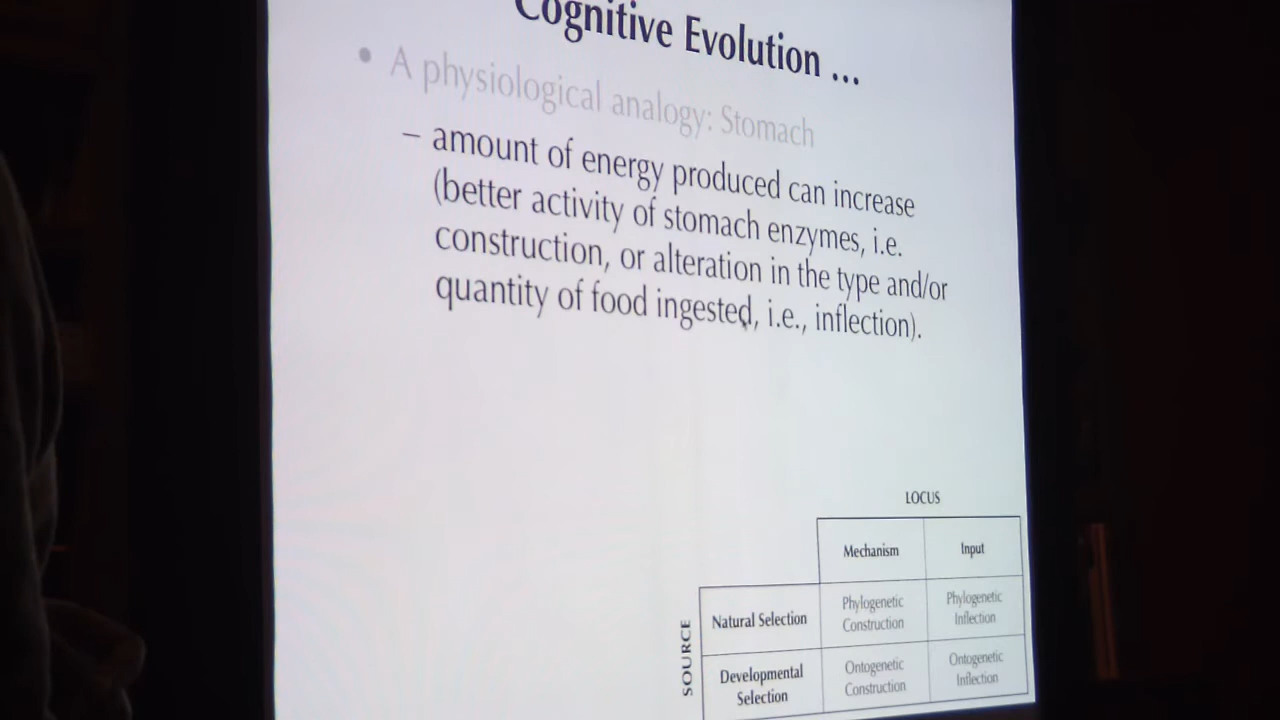 Cognitive Evolution ...
• A physiological analogy: Stomach
– amount of energy produced can increase
(better activity of stomach enzymes, i.e.
construction, or alteration in the type and/or
quantity of food ingested, i.e., inflection).
LOCUS
Mechanism Input
SOURCE
Natural Selection Phylogenetic Construction Phylogenetic Inflection
Developmental Selection Ontogenetic Construction Ontogenetic Inflection